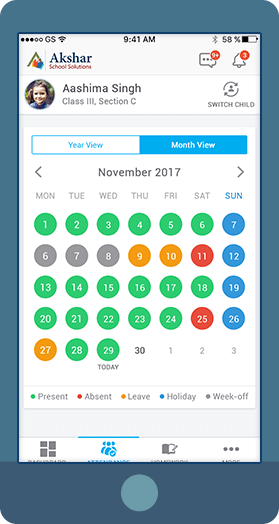 GS 9:41 AM 58 %
Akshar
School Solutions
9+ 3
Aashima Singh
Class III, Section C
SWITCH CHILD
Year View Month View
November 2017
MON TUE WED THU FRI SAT SUN
1 2 3 4 5 6 7
6 7 8 9 10 11 12
13 14 15 16 17 18 19
20 21 22 23 24 25 26
27 28 29 30 1 2 3
TODAY
Present Absent Leave Holiday Week-off
DASHBOARD ATTENDANCE HOMEWORK MORE